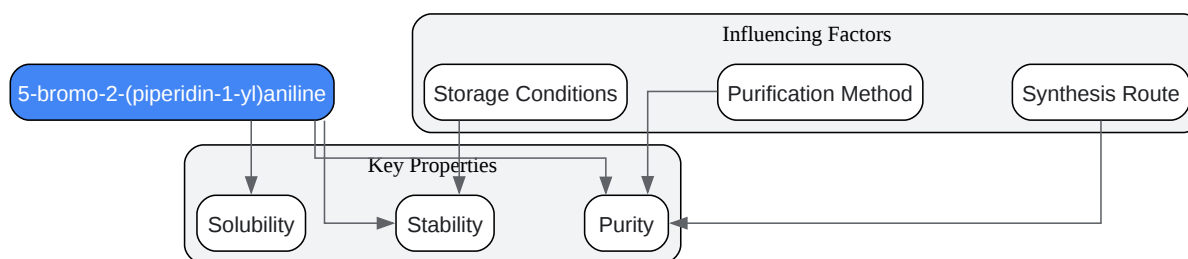 Influencing Factors
5-bromo-2-(piperidin-1-yl)aniline
Storage Conditions
Purification Method
Synthesis Route
Key Properties
Solubility
Stability
Purity